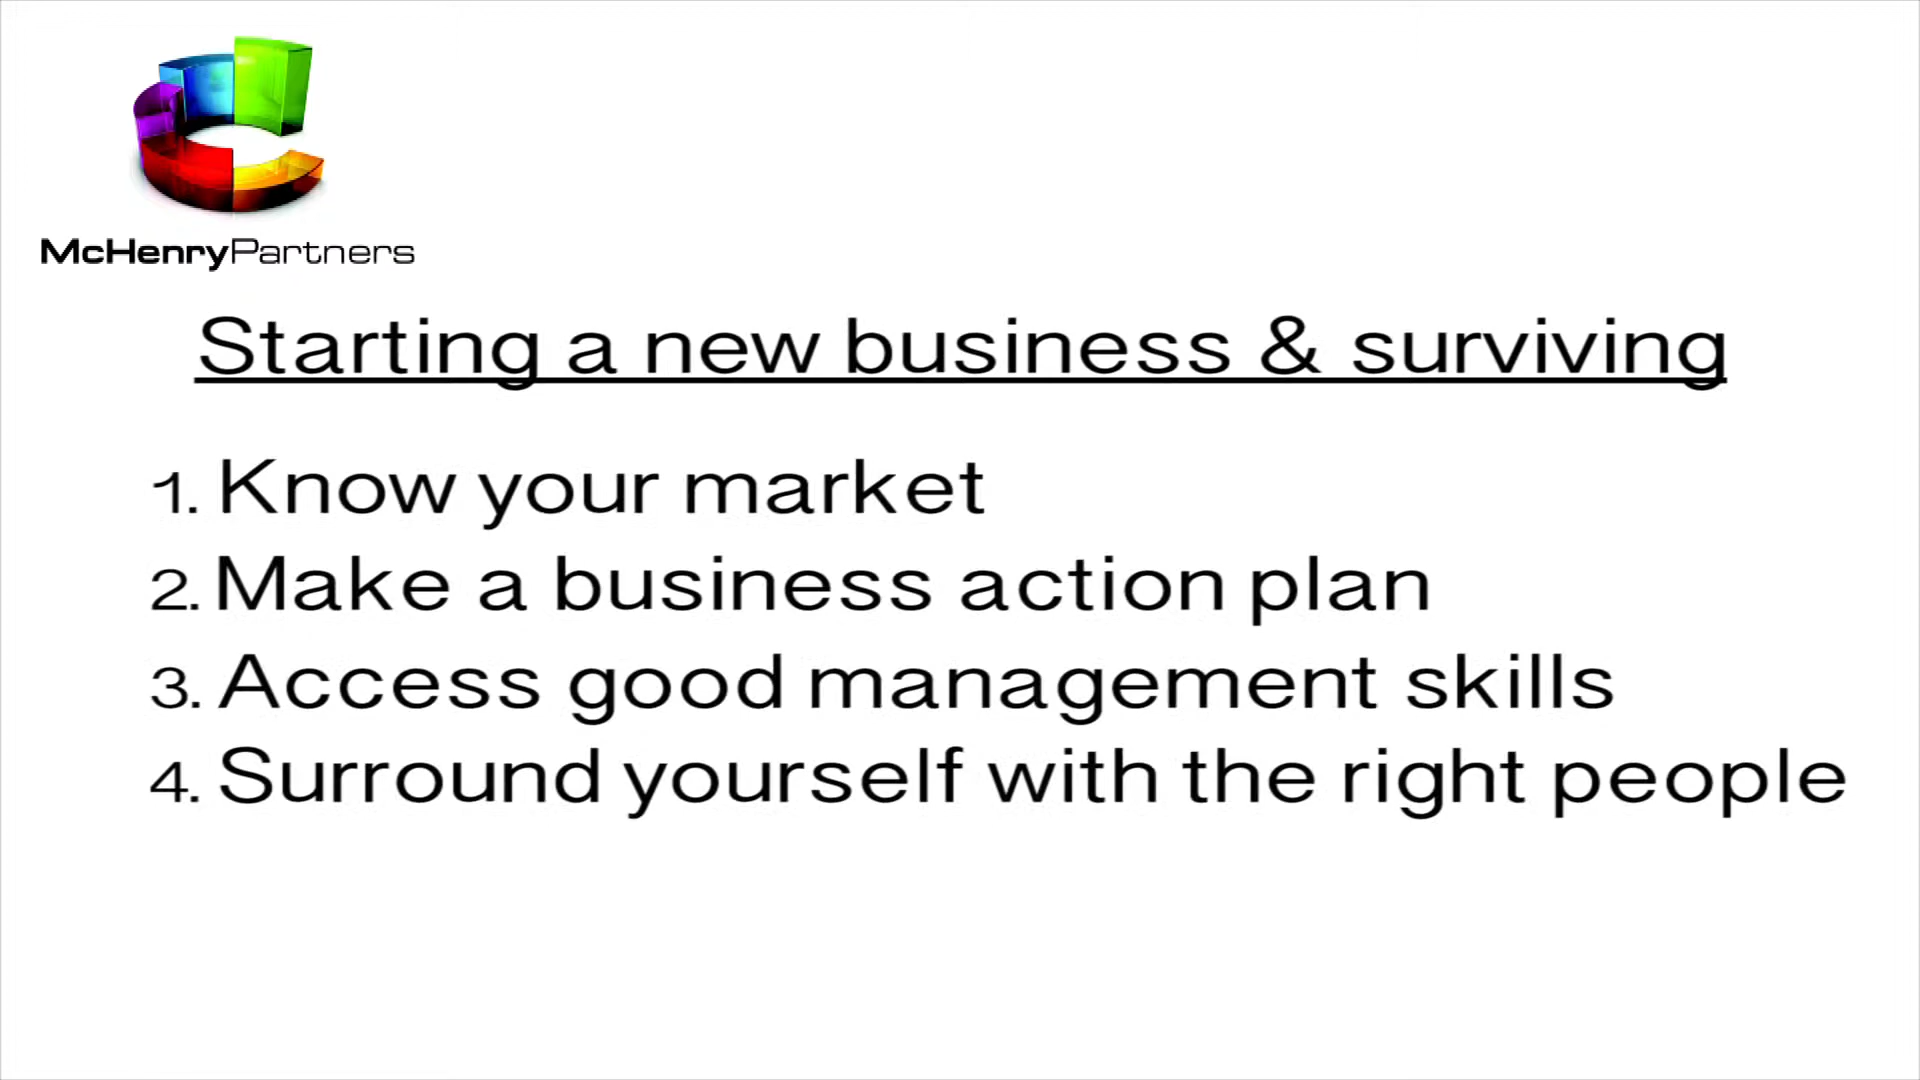 McHenryPartners
Starting a new business & surviving
1. Know your market
2. Make a business action plan
3. Access good management skills
4. Surround yourself with the right people